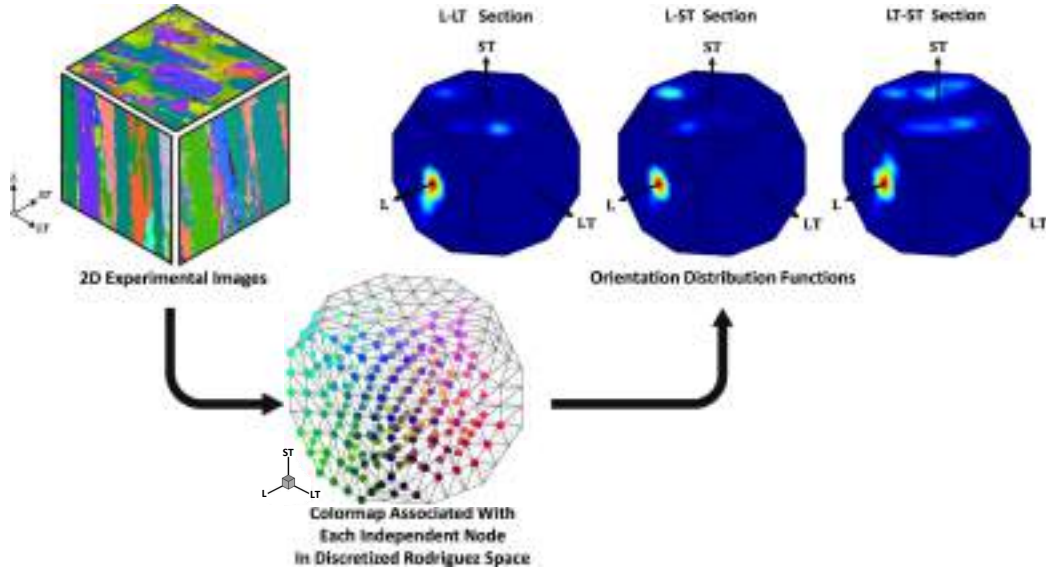 L-LT Section
L-ST Section
LT-ST Section
ST
ST
ST
L
LT
L
LT
L
LT
ST
LT
2D Experimental Images
Orientation Distribution Functions
ST
L
LT
Colormap Associated With
Each Independent Node
In Discretized Rodriguez Space